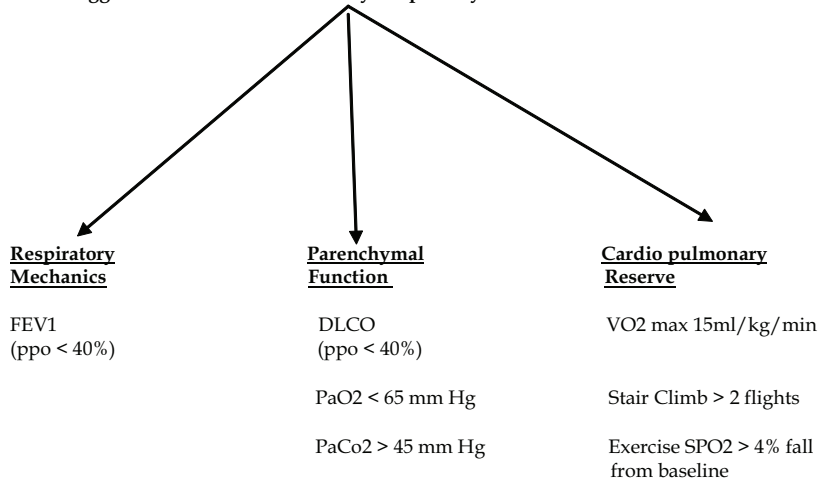 Respiratory
Mechanics
FEV1
(ppo < 40%)
Parenchymal
Function
DLCO
(ppo < 40%)
PaO2 < 65 mm Hg
PaCo2 > 45 mm Hg
Cardio pulmonary
Reserve
VO2 max 15ml/kg/min
Stair Climb > 2 flights
Exercise SPO2 > 4% fall
from baseline